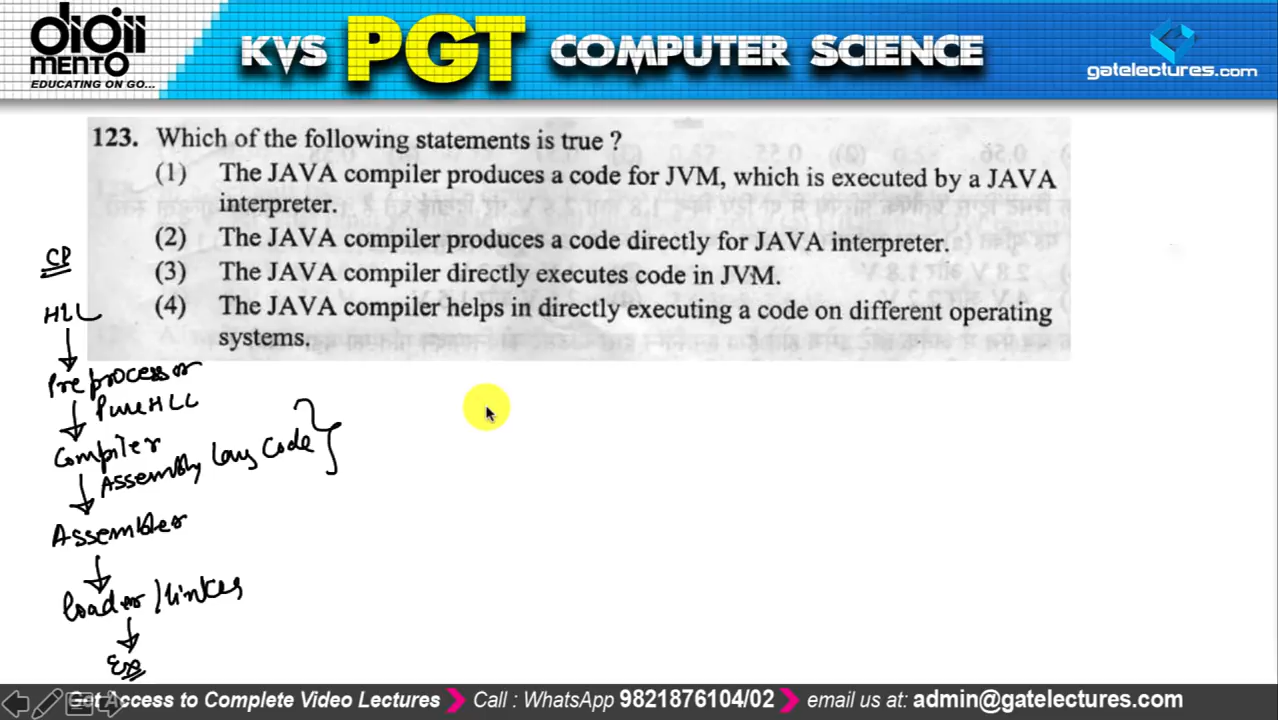 digii
MENTO
EDUCATING ON GO...
KVS PGT COMPUTER SCIENCE
gatelectures.com
123. Which of the following statements is true ?
(1) The JAVA compiler produces a code for JVM, which is executed by a JAVA
interpreter.
(2) The JAVA compiler produces a code directly for JAVA interpreter.
(3) The JAVA compiler directly executes code in JVM.
(4) The JAVA compiler helps in directly executing a code on different operating
systems.
CD
HLL
Preprocessor
Pure HLL
Compiler
Assembly Lang Code
Assembler
loader/linker
Exe
Get Access to Complete Video Lectures Call : WhatsApp 9821876104/02 email us at: admin@gatelectures.com